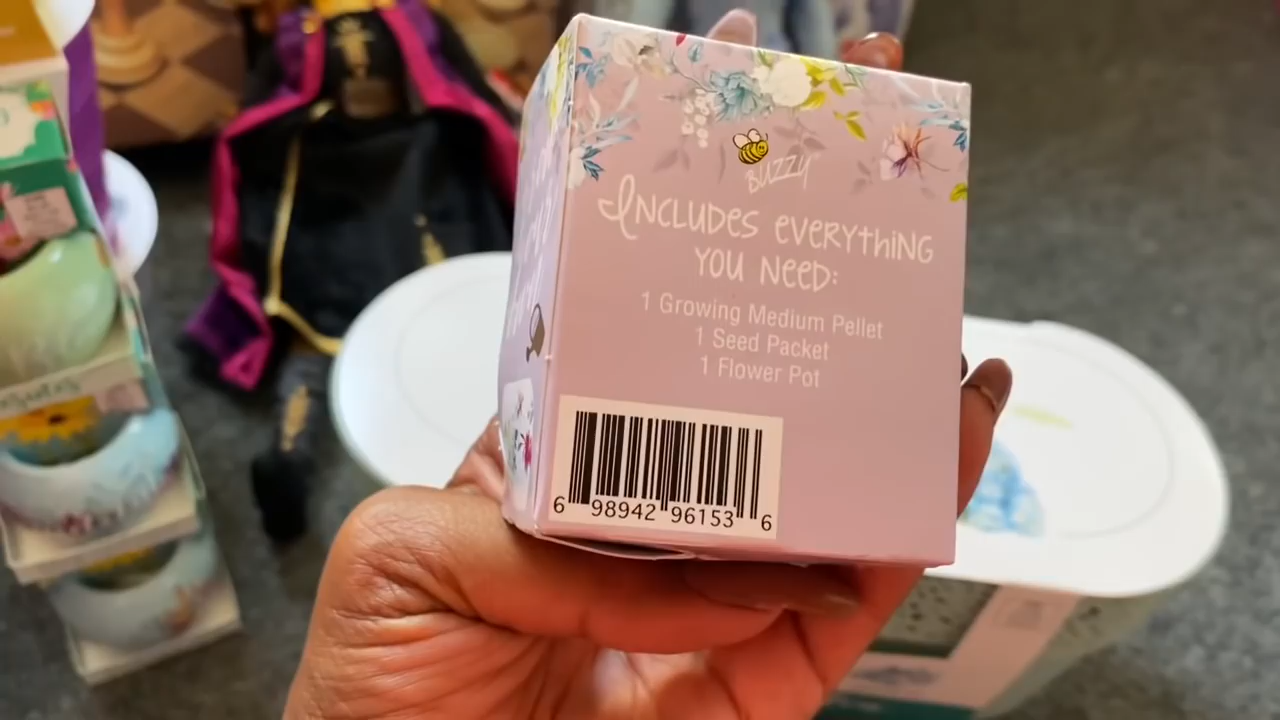 BUZZY
INCLUDES EVERYTHING
YOU NEED:
1 Growing Medium Pellet
1 Seed Packet
1 Flower Pot
6 98942 96153 6